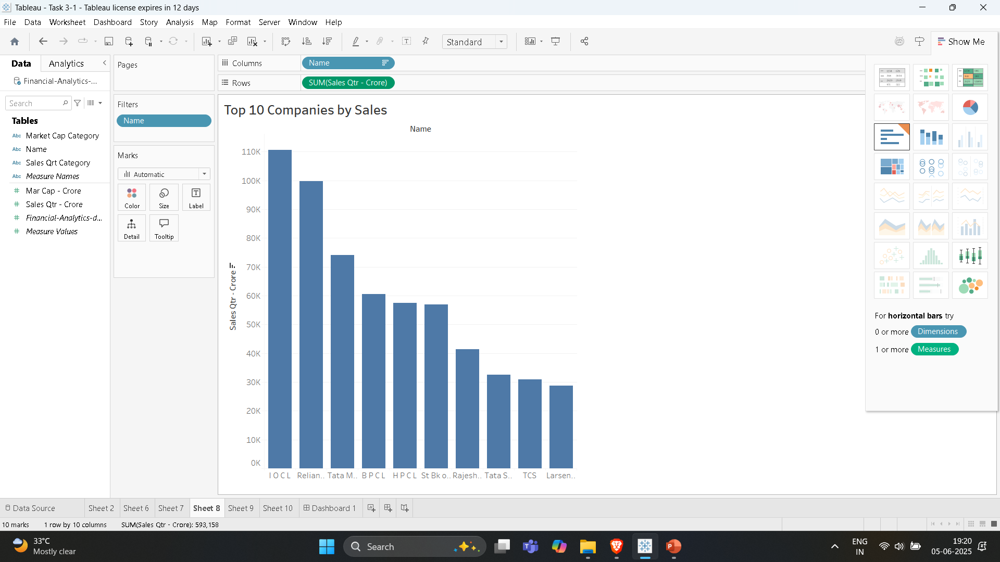 Tableau - Task 3-1 - Tableau license expires in 12 days
File Data Worksheet Dashboard Story Analysis Map Format Server Window Help
Standard
Show Me
Data Analytics
Financial-Analytics-...
Search
Tables
Abc Market Cap Category
Abc Name
Abc Sales Qrt Category
Abc Measure Names
Mar Cap - Crore
Sales Qtr - Crore
Financial-Analytics-d...
Measure Values
Pages
Filters
Name
Marks
Automatic
Color Size Label
Detail Tooltip
Columns Name
Rows SUM(Sales Qtr - Crore)
Top 10 Companies by Sales
Name
Sales Qtr - Crore
110K
100K
90K
80K
70K
60K
50K
40K
30K
20K
10K
0K
I O C L Relian.. Tata M.. B P C L H P C L St Bk o.. Rajesh.. Tata S.. TCS Larsen..
For horizontal bars try
0 or more Dimensions
1 or more Measures
Data Source Sheet 2 Sheet 6 Sheet 7 Sheet 8 Sheet 9 Sheet 10 Dashboard 1
10 marks 1 row by 10 columns SUM(Sales Qtr - Crore): 593,158
33°C
Mostly clear
Search
ENG
IN
19:20
05-06-2025